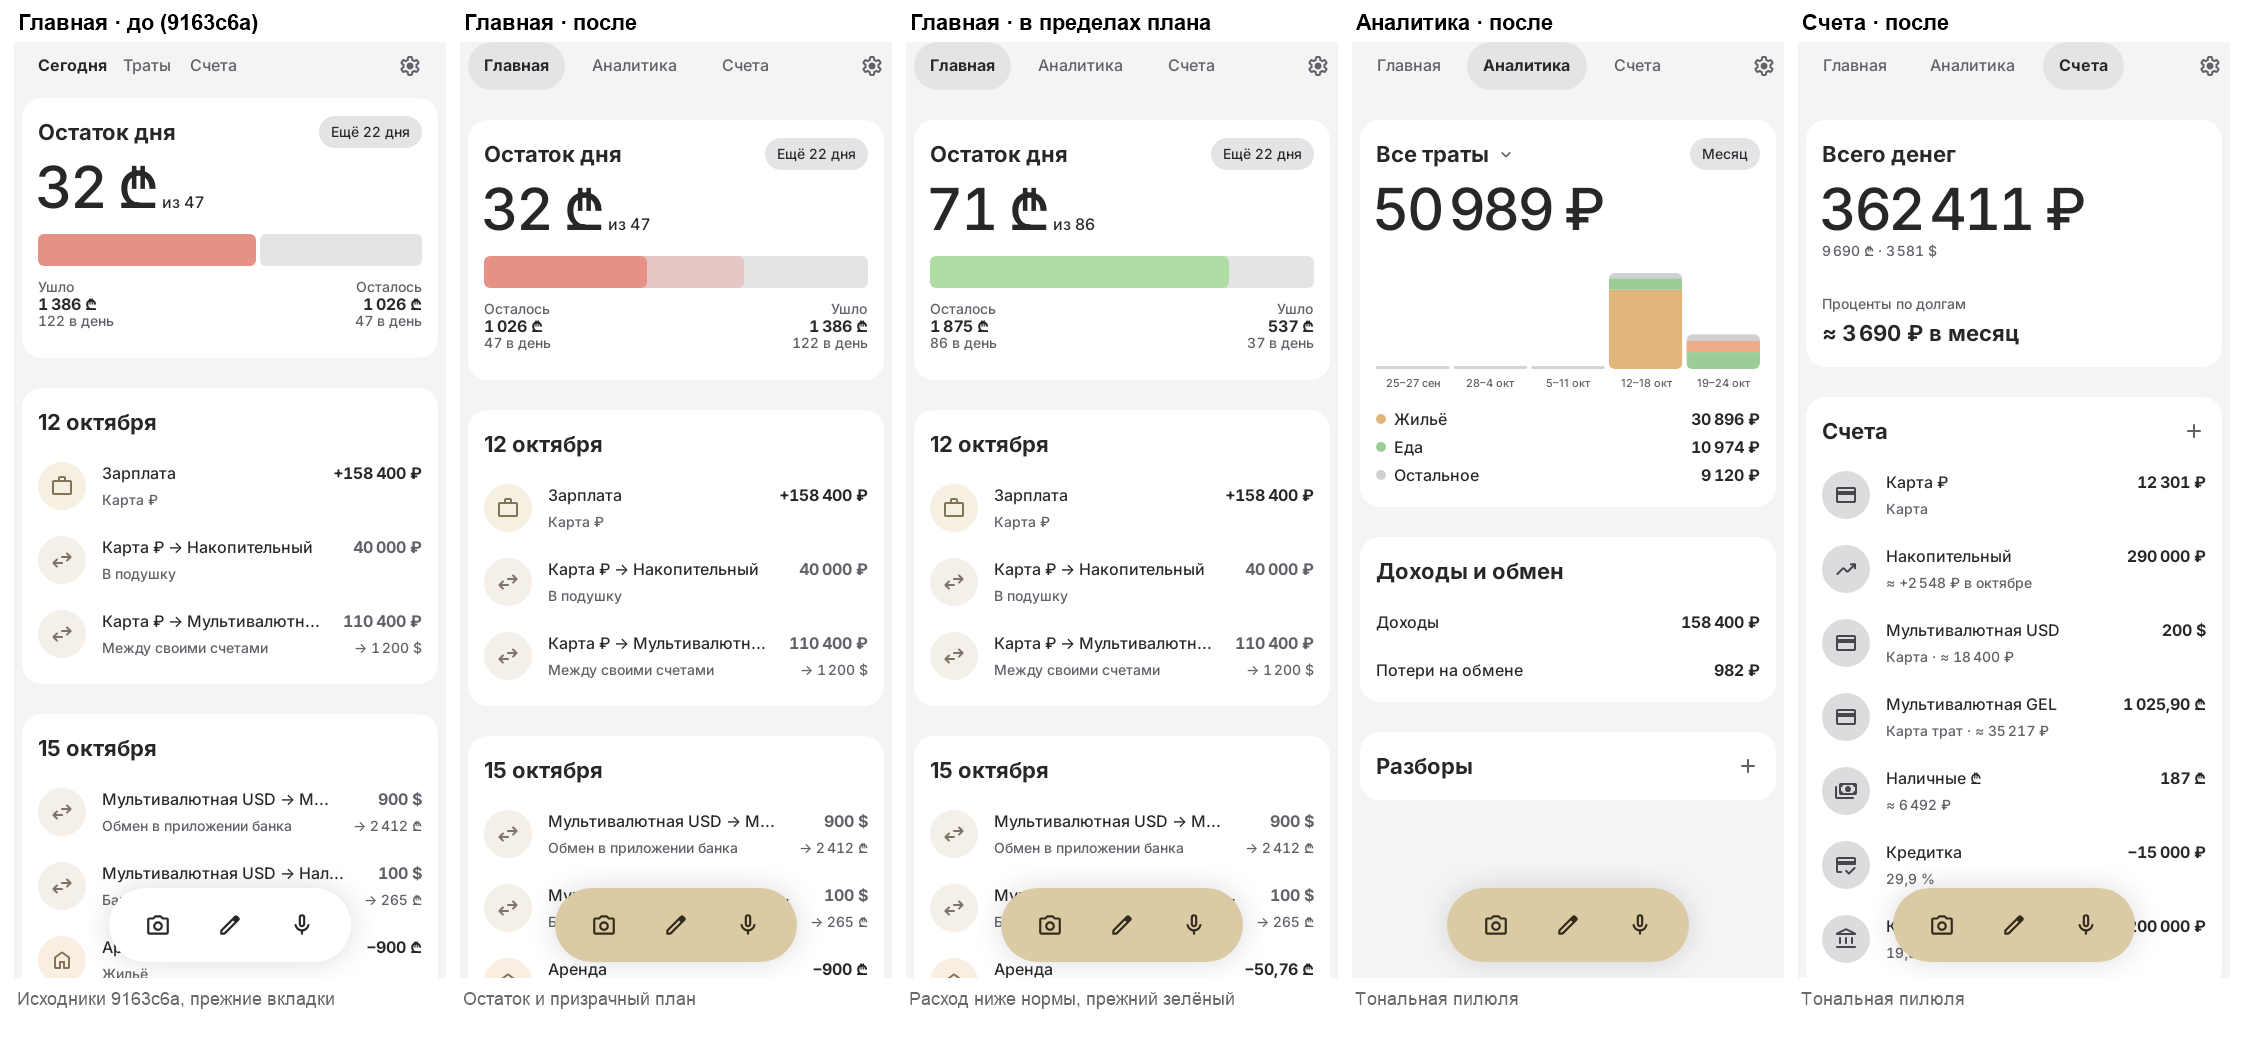 Главная · до (9163c6a)
Сегодня Траты Счета
Остаток дня
Ещё 22 дня
32 ₾ из 47
Ушло Осталось
1 386 ₾ 1 026 ₾
122 в день 47 в день
12 октября
Зарплата +158 400 ₽
Карта ₽
Карта ₽ → Накопительный 40 000 ₽
В подушку
Карта ₽ → Мультивалютн... 110 400 ₽
Между своими счетами → 1 200 $
15 октября
Мультивалютная USD → М... 900 $
Обмен в приложении банка → 2 412 ₾
Мультивалютная USD → Нал... 100 $
→ 265 ₾
−900 ₾
Жильё
Исходники 9163c6a, прежние вкладки
Главная · после
Главная Аналитика Счета
Остаток дня
Ещё 22 дня
32 ₾ из 47
Осталось Ушло
1 026 ₾ 1 386 ₾
47 в день 122 в день
12 октября
Зарплата +158 400 ₽
Карта ₽
Карта ₽ → Накопительный 40 000 ₽
В подушку
Карта ₽ → Мультивалютн... 110 400 ₽
Между своими счетами → 1 200 $
15 октября
Мультивалютная USD → М... 900 $
Обмен в приложении банка → 2 412 ₾
100 $
→ 265 ₾
Аренда −900 ₾
Остаток и призрачный план
Главная · в пределах плана
Главная Аналитика Счета
Остаток дня
Ещё 22 дня
71 ₾ из 86
Осталось Ушло
1 875 ₾ 537 ₾
86 в день 37 в день
12 октября
Зарплата +158 400 ₽
Карта ₽
Карта ₽ → Накопительный 40 000 ₽
В подушку
Карта ₽ → Мультивалютн... 110 400 ₽
Между своими счетами → 1 200 $
15 октября
Мультивалютная USD → М... 900 $
Обмен в приложении банка → 2 412 ₾
100 $
→ 265 ₾
Аренда −50,76 ₾
Расход ниже нормы, прежний зелёный
Аналитика · после
Главная Аналитика Счета
Все траты
Месяц
50 989 ₽
25–27 сен 28–4 окт 5–11 окт 12–18 окт 19–24 окт
Жильё 30 896 ₽
Еда 10 974 ₽
Остальное 9 120 ₽
Доходы и обмен
Доходы 158 400 ₽
Потери на обмене 982 ₽
Разборы +
Тональная пилюля
Счета · после
Главная Аналитика Счета
Всего денег
362 411 ₽
9 690 ₾ · 3 581 $
Проценты по долгам
≈ 3 690 ₽ в месяц
Счета +
Карта ₽ 12 301 ₽
Карта
Накопительный 290 000 ₽
≈ +2 548 ₽ в октябре
Мультивалютная USD 200 $
Карта · ≈ 18 400 ₽
Мультивалютная GEL 1 025,90 ₾
Карта трат · ≈ 35 217 ₽
Наличные ₾ 187 ₾
≈ 6 492 ₽
Кредитка −15 000 ₽
29,9 %
200 000 ₽
Тональная пилюля